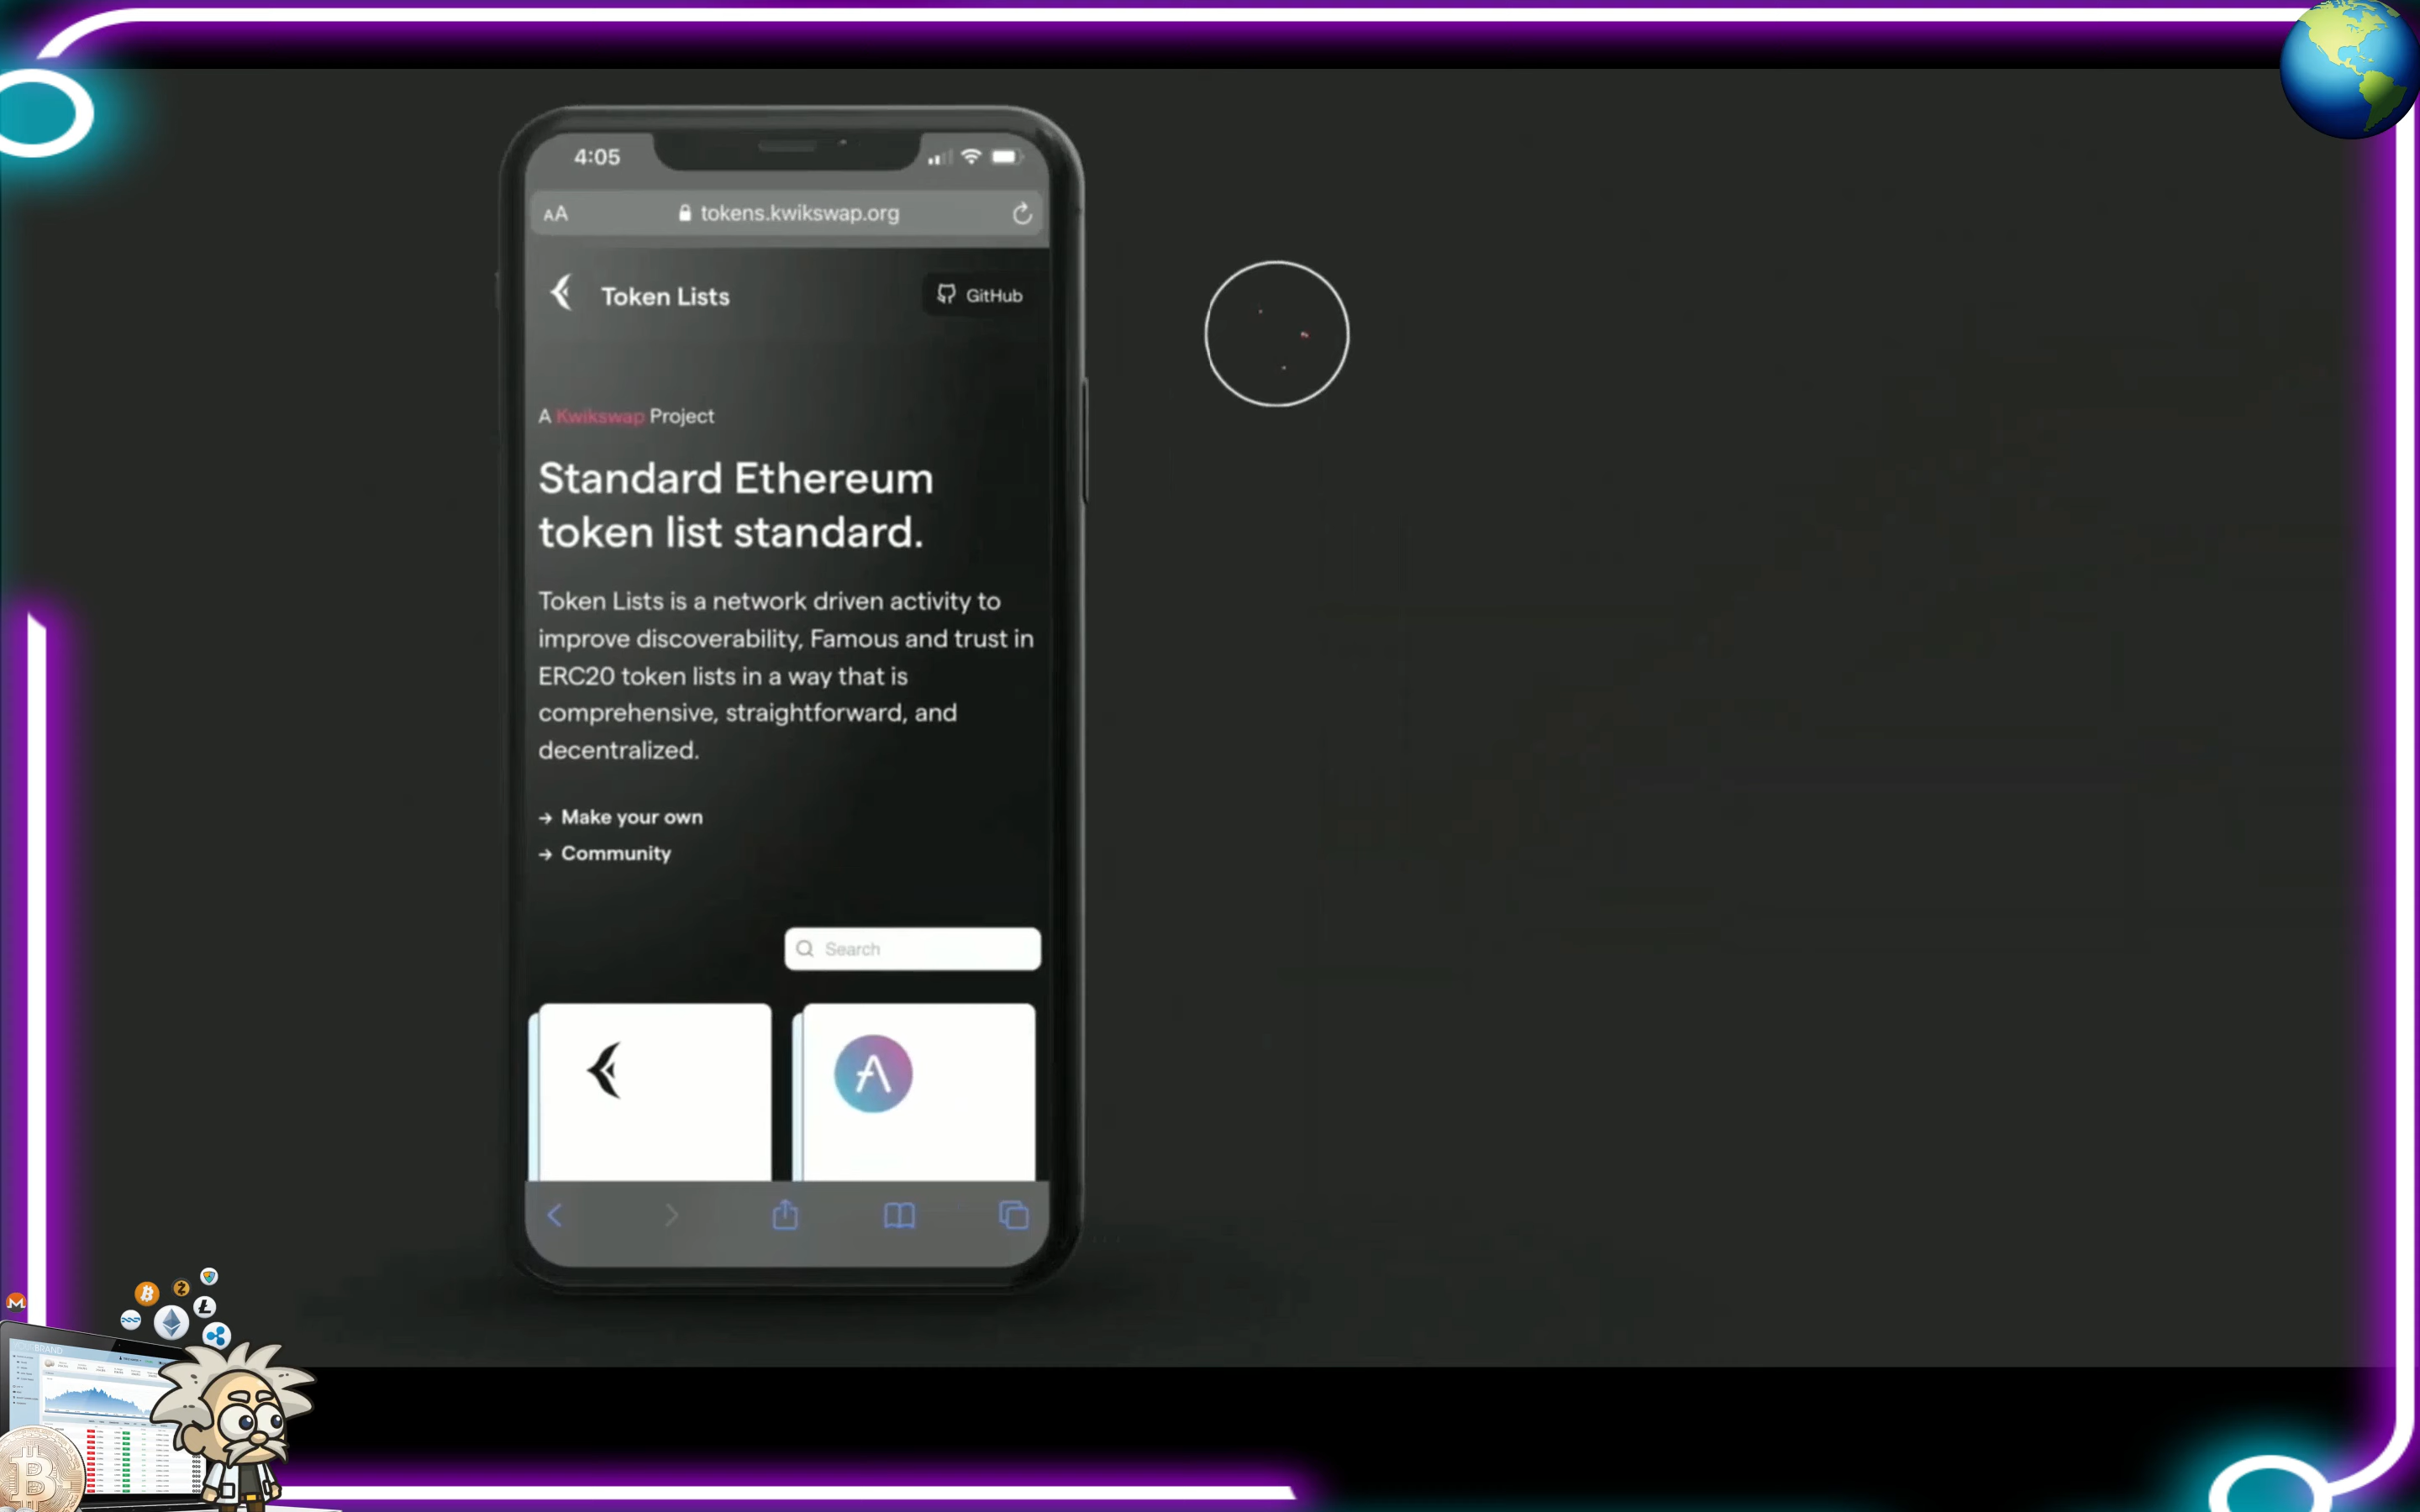 4:05
AA tokens.kwikswap.org
Token Lists
GitHub
A Kwikswap Project
Standard Ethereum
token list standard.
Token Lists is a network driven activity to
improve discoverability, Famous and trust in
ERC20 token lists in a way that is
comprehensive, straightforward, and
decentralized.
→ Make your own
→ Community
Search
BRAND